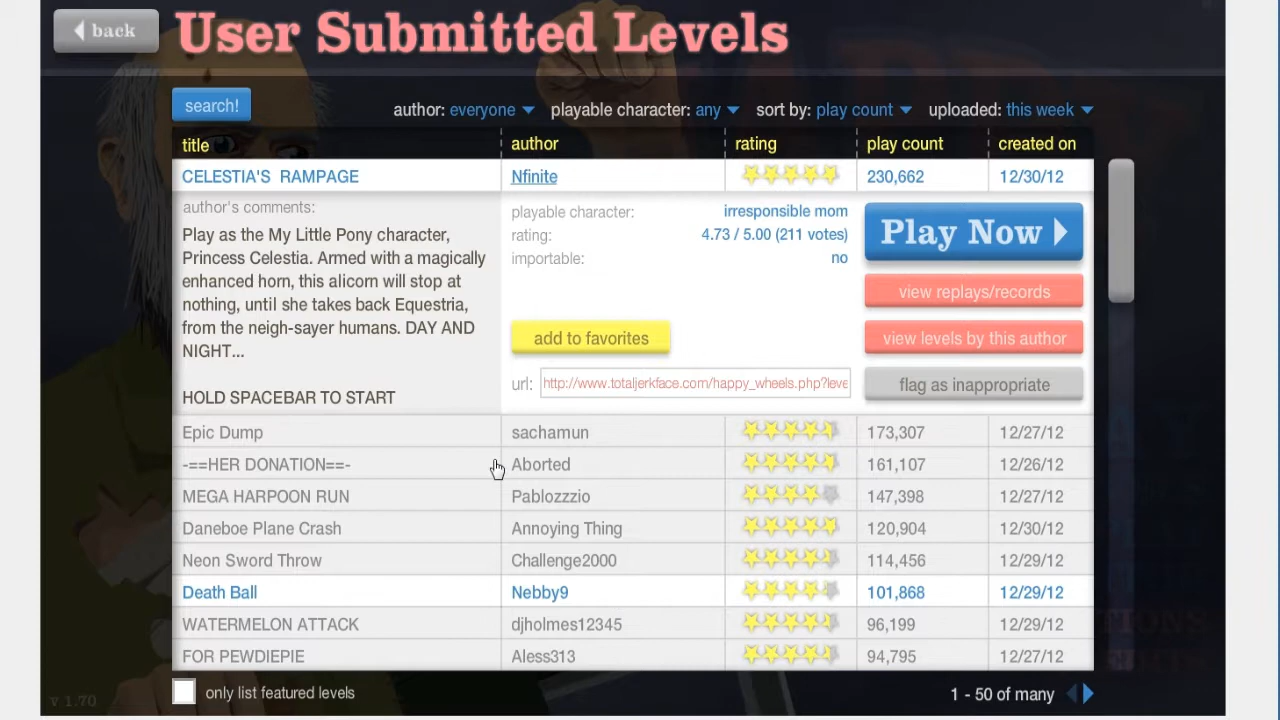 back
User Submitted Levels
search!
author: everyone playable character: any sort by: play count uploaded: this week
title author rating play count created on
CELESTIA'S RAMPAGE Nfinite 230,662 12/30/12
author's comments:
Play as the My Little Pony character,
Princess Celestia. Armed with a magically
enhanced horn, this alicorn will stop at
nothing, until she takes back Equestria,
from the neigh-sayer humans. DAY AND
NIGHT...
HOLD SPACEBAR TO START
playable character: irresponsible mom
rating: 4.73 / 5.00 (211 votes)
importable: no
add to favorites
url: http://www.totaljerkface.com/happy_wheels.php?leve
Play Now
view replays/records
view levels by this author
flag as inappropriate
Epic Dump sachamun 173,307 12/27/12
-==HER DONATION==- Aborted 161,107 12/26/12
MEGA HARPOON RUN Pablozzzio 147,398 12/27/12
Daneboe Plane Crash Annoying Thing 120,904 12/30/12
Neon Sword Throw Challenge2000 114,456 12/29/12
Death Ball Nebby9 101,868 12/29/12
WATERMELON ATTACK djholmes12345 96,199 12/29/12
FOR PEWDIEPIE Aless313 94,795 12/27/12
v 1.70
only list featured levels
1 - 50 of many